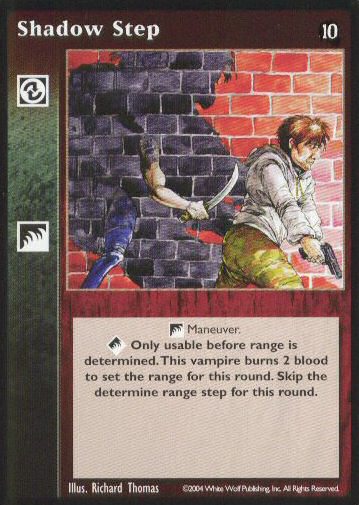 Shadow Step
10
Maneuver.
Only usable before range is
determined. This vampire burns 2 blood
to set the range for this round. Skip the
determine range step for this round.
Illus. Richard Thomas ©2004 White Wolf Publishing, Inc. All Rights Reserved.